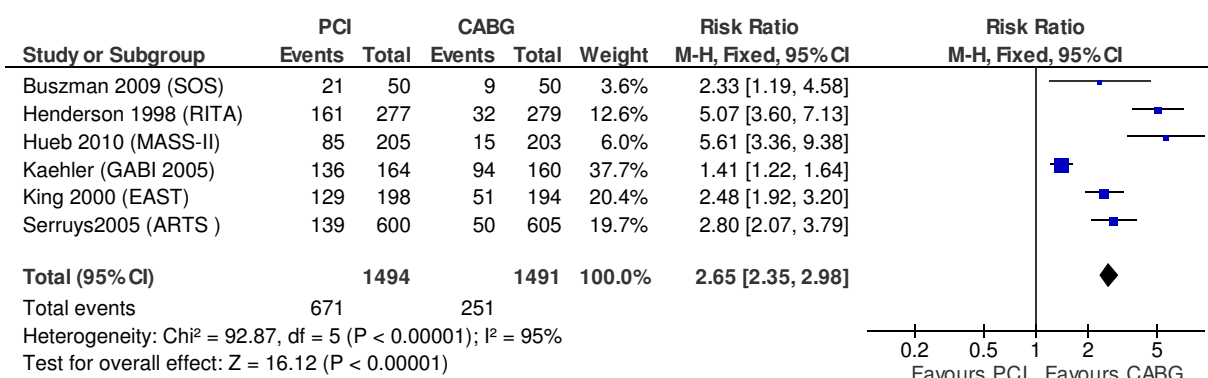 PCI CABG Risk Ratio Risk Ratio
Study or Subgroup Events Total Events Total Weight M-H, Fixed, 95% CI M-H, Fixed, 95% CI
Buszman 2009 (SOS) 21 50 9 50 3.6% 2.33 [1.19, 4.58]
Henderson 1998 (RITA) 161 277 32 279 12.6% 5.07 [3.60, 7.13]
Hueb 2010 (MASS-II) 85 205 15 203 6.0% 5.61 [3.36, 9.38]
Kaehler (GABI 2005) 136 164 94 160 37.7% 1.41 [1.22, 1.64]
King 2000 (EAST) 129 198 51 194 20.4% 2.48 [1.92, 3.20]
Serruys2005 (ARTS ) 139 600 50 605 19.7% 2.80 [2.07, 3.79]
Total (95% CI) 1494 1491 100.0% 2.65 [2.35, 2.98]
Total events 671 251
Heterogeneity: Chi² = 92.87, df = 5 (P < 0.00001); I² = 95%
Test for overall effect: Z = 16.12 (P < 0.00001)
0.2 0.5 1 2 5
Favours PCI Favours CABG